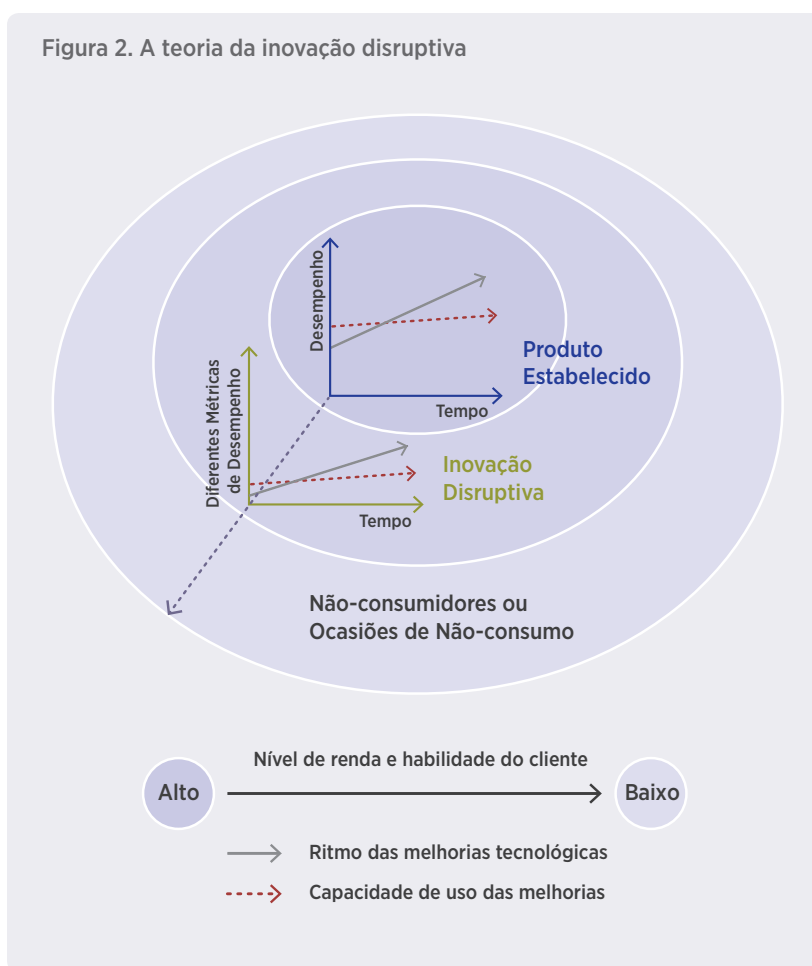 Figura 2. A teoria da inovação disruptiva
Desempenho
Tempo
Produto
Estabelecido
Diferentes Métricas
de Desempenho
Tempo
Inovação
Disruptiva
Não-consumidores ou
Ocasiões de Não-consumo
Nível de renda e habilidade do cliente
Alto
Baixo
Ritmo das melhorias tecnológicas
Capacidade de uso das melhorias